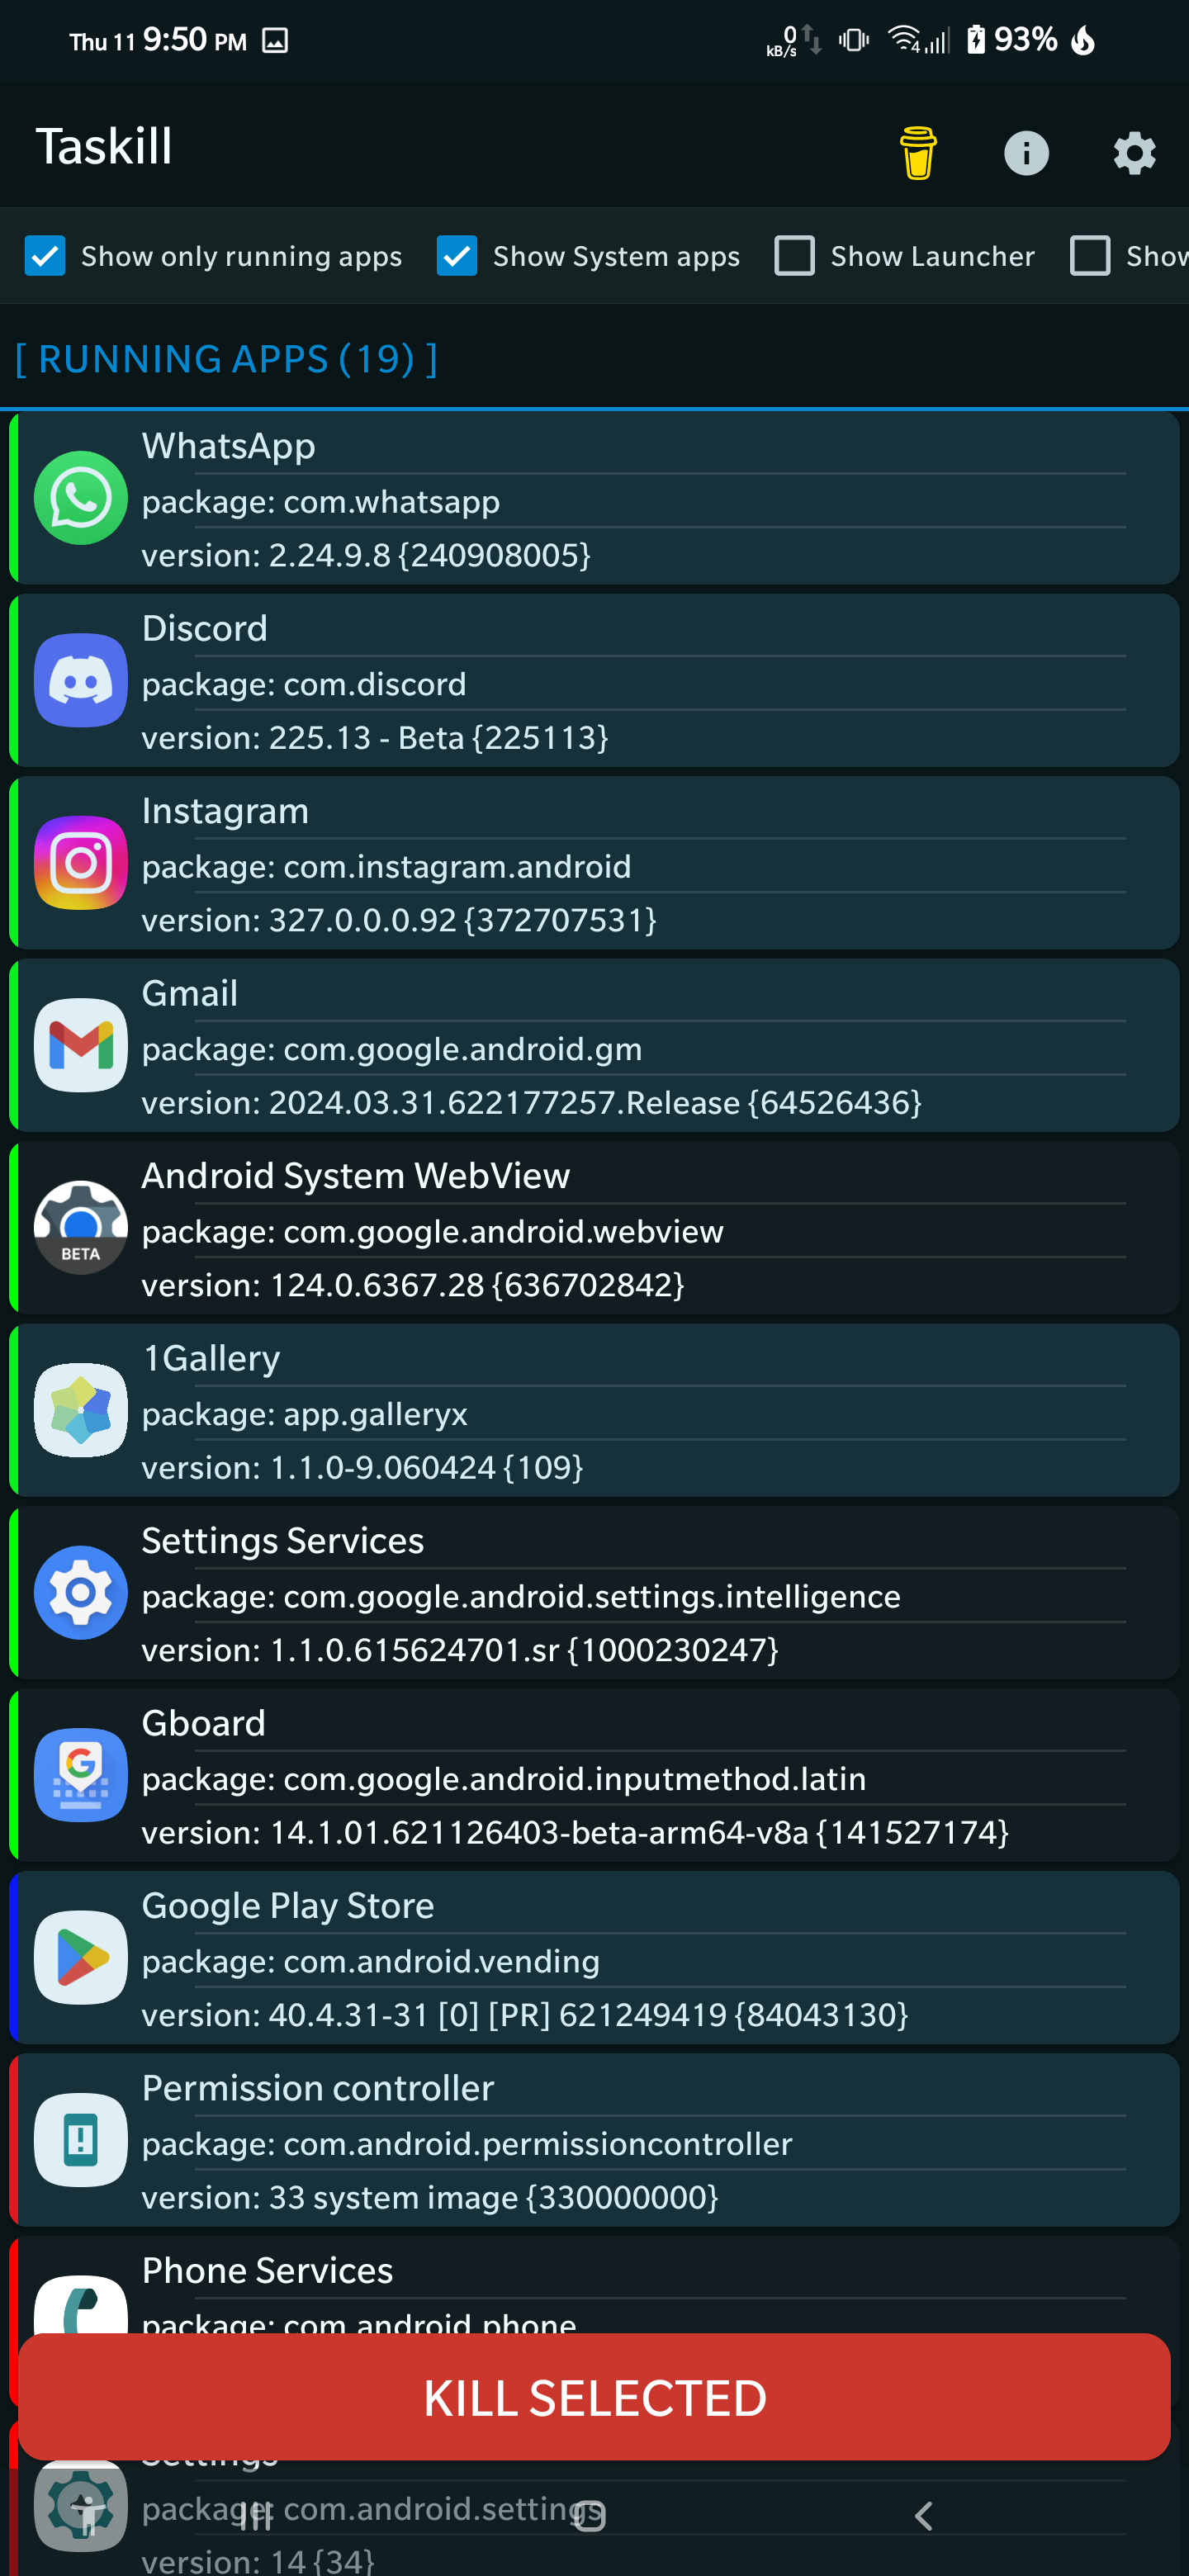 Thu 11 9:50 PM
0 kB/s 4 93%
Taskill
Show only running apps Show System apps Show Launcher Show
[ RUNNING APPS (19) ]
WhatsApp
package: com.whatsapp
version: 2.24.9.8 {240908005}
Discord
package: com.discord
version: 225.13 - Beta {225113}
Instagram
package: com.instagram.android
version: 327.0.0.0.92 {372707531}
Gmail
package: com.google.android.gm
version: 2024.03.31.622177257.Release {64526436}
Android System WebView
package: com.google.android.webview
BETA
version: 124.0.6367.28 {636702842}
1Gallery
package: app.galleryx
version: 1.1.0-9.060424 {109}
Settings Services
package: com.google.android.settings.intelligence
version: 1.1.0.615624701.sr {1000230247}
Gboard
package: com.google.android.inputmethod.latin
version: 14.1.01.621126403-beta-arm64-v8a {141527174}
Google Play Store
package: com.android.vending
version: 40.4.31-31 [0] [PR] 621249419 {84043130}
Permission controller
package: com.android.permissioncontroller
version: 33 system image {330000000}
Phone Services
package: com.android.phone
KILL SELECTED
Settings
package: com.android.settings
version: 14 {34}